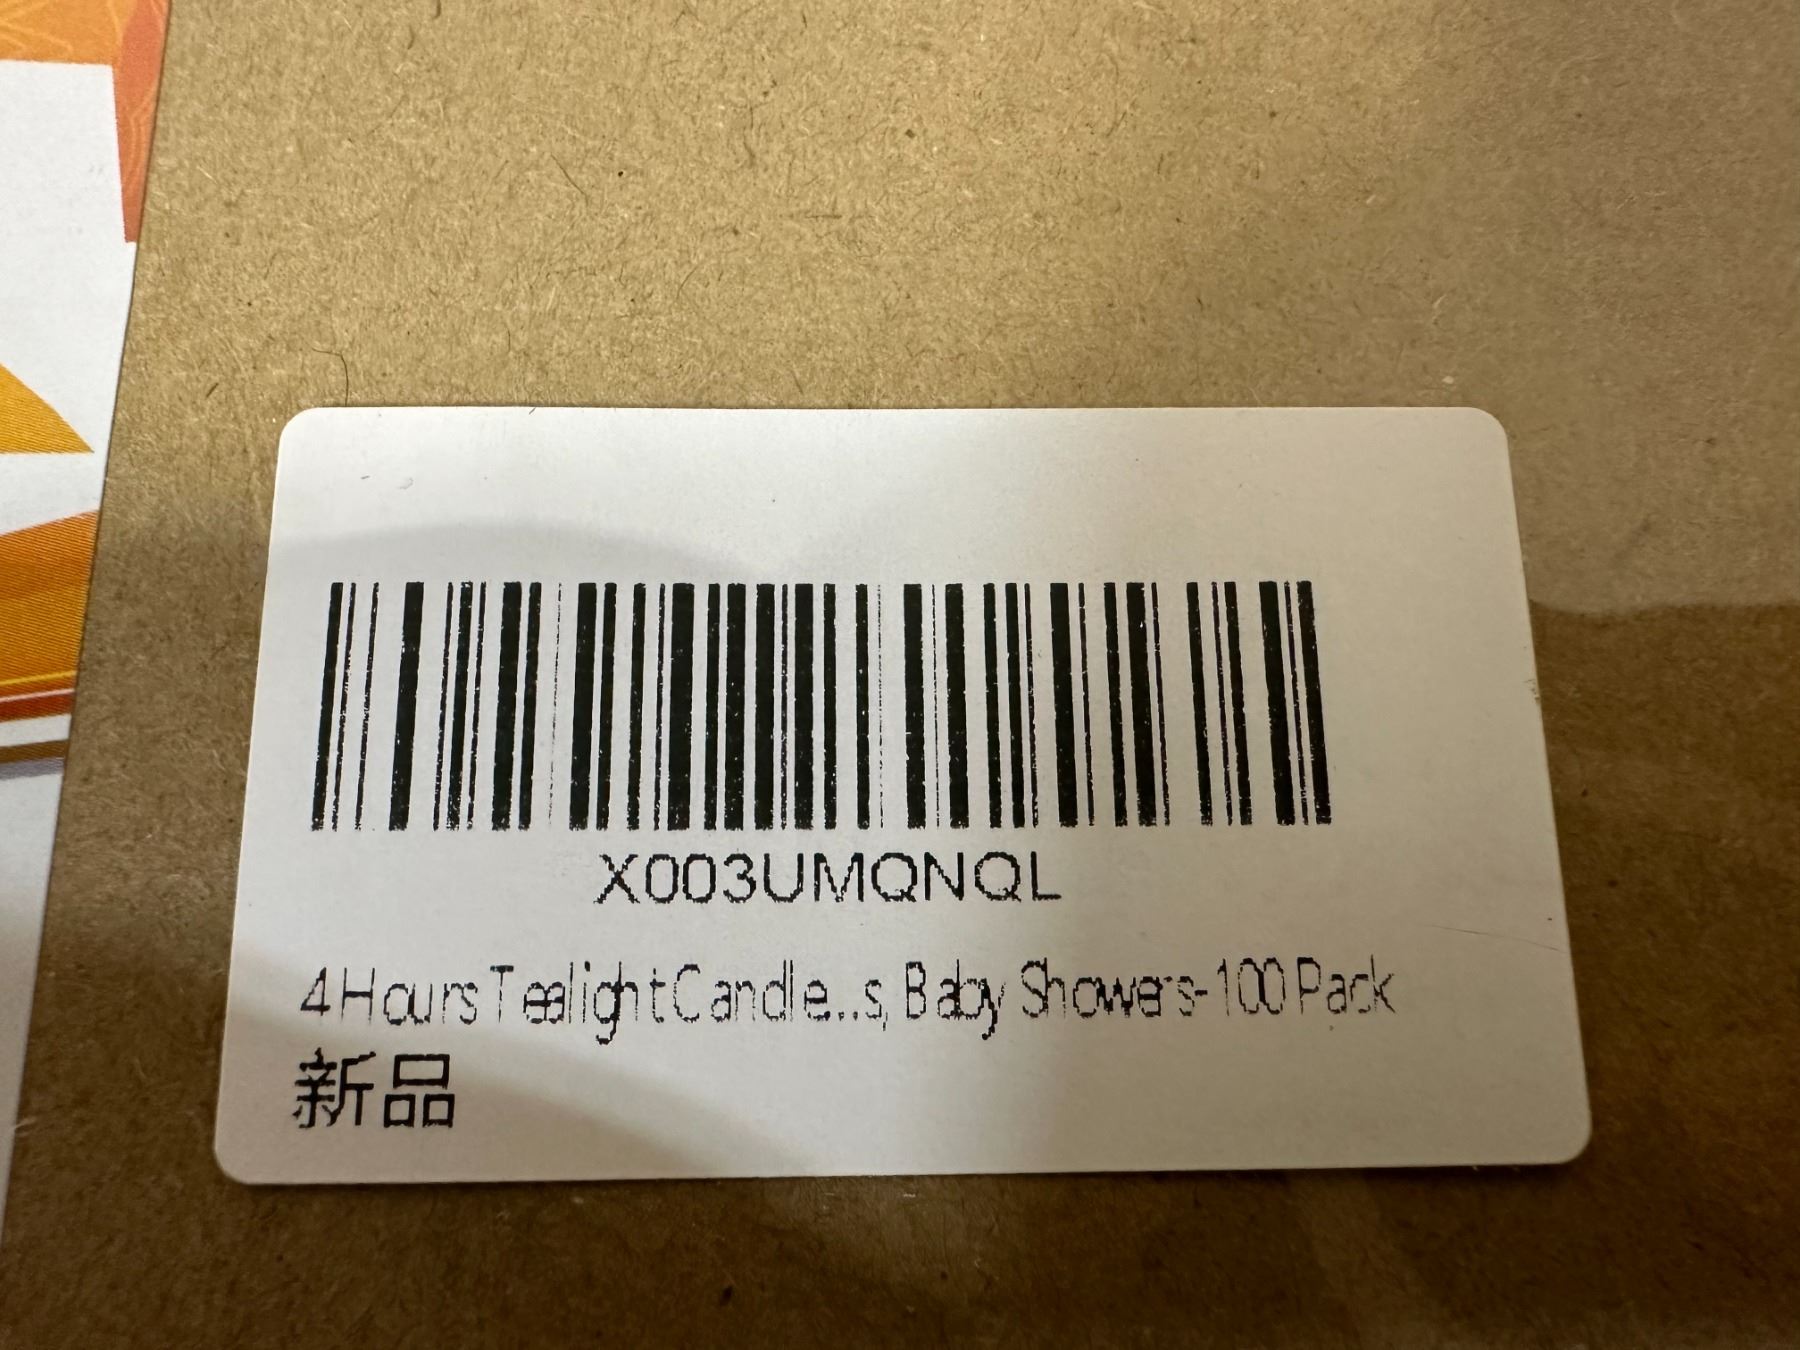 X003UMQNQL
4 Hours Tealight Candle...s, Baby Showers-100 Pack
新品